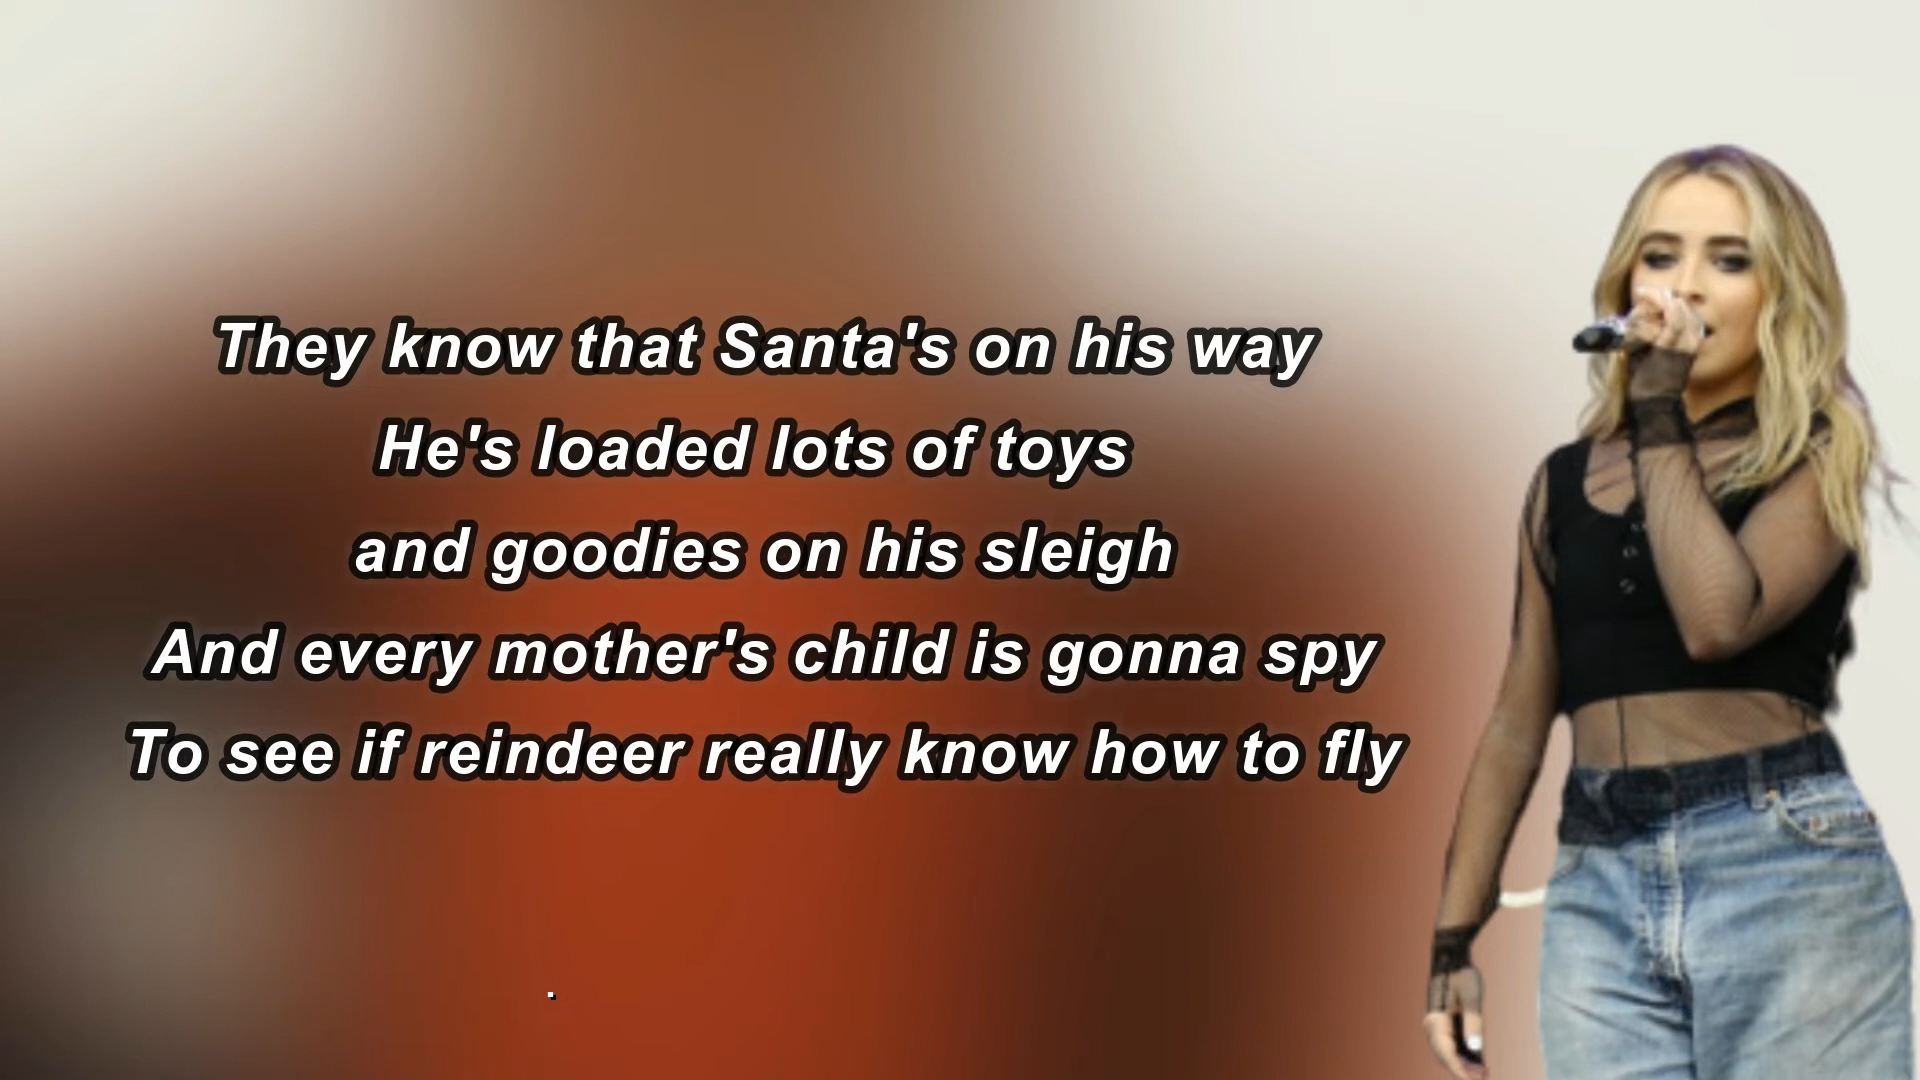 They know that Santa's on his way
He's loaded lots of toys
and goodies on his sleigh
And every mother's child is gonna spy
To see if reindeer really know how to fly
.